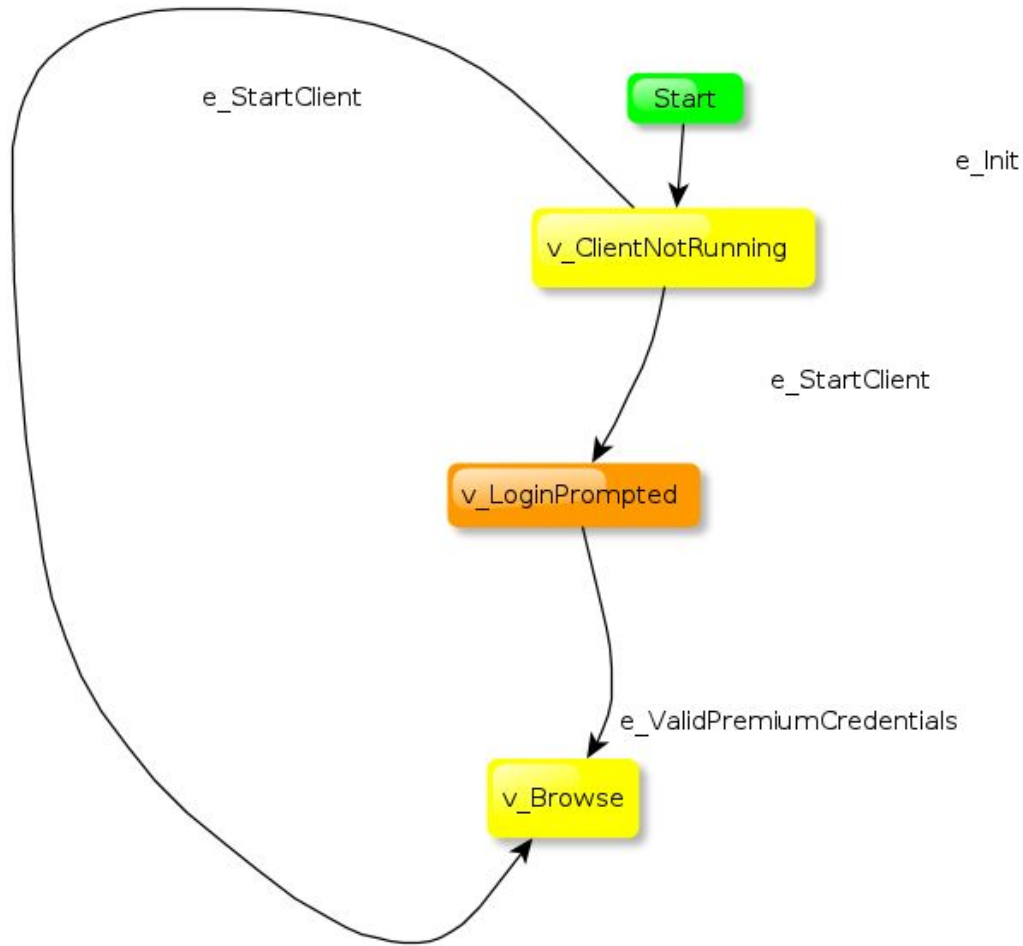 e_StartClient
Start
e_Init
v_ClientNotRunning
e_StartClient
v_LoginPrompted
e_ValidPremiumCredentials
v_Browse